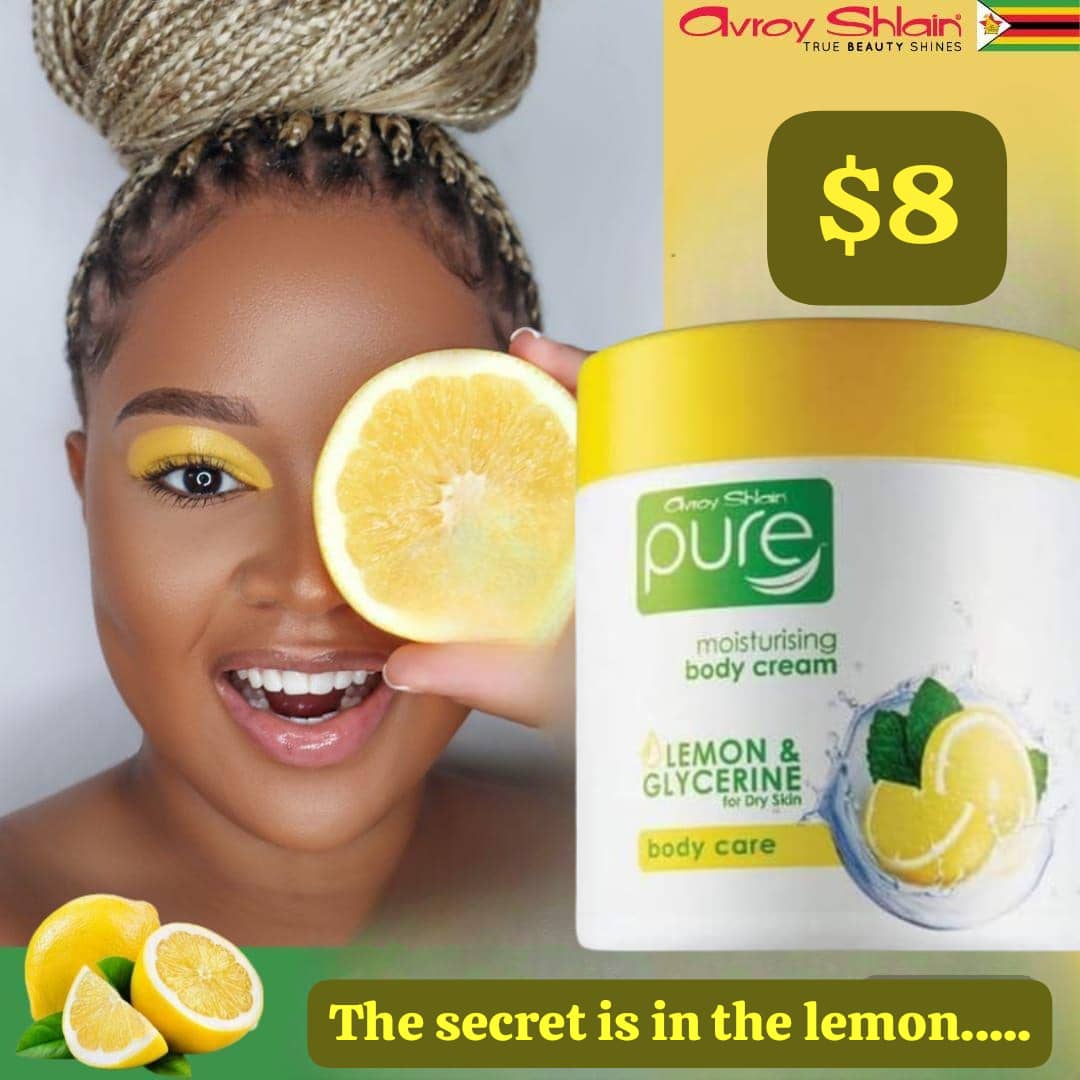 avroy Shlain®
TRUE BEAUTY SHINES
$8
avroy Shlain
pure™
moisturising
body cream
LEMON &
GLYCERINE
for Dry Skin
body care
The secret is in the lemon.....